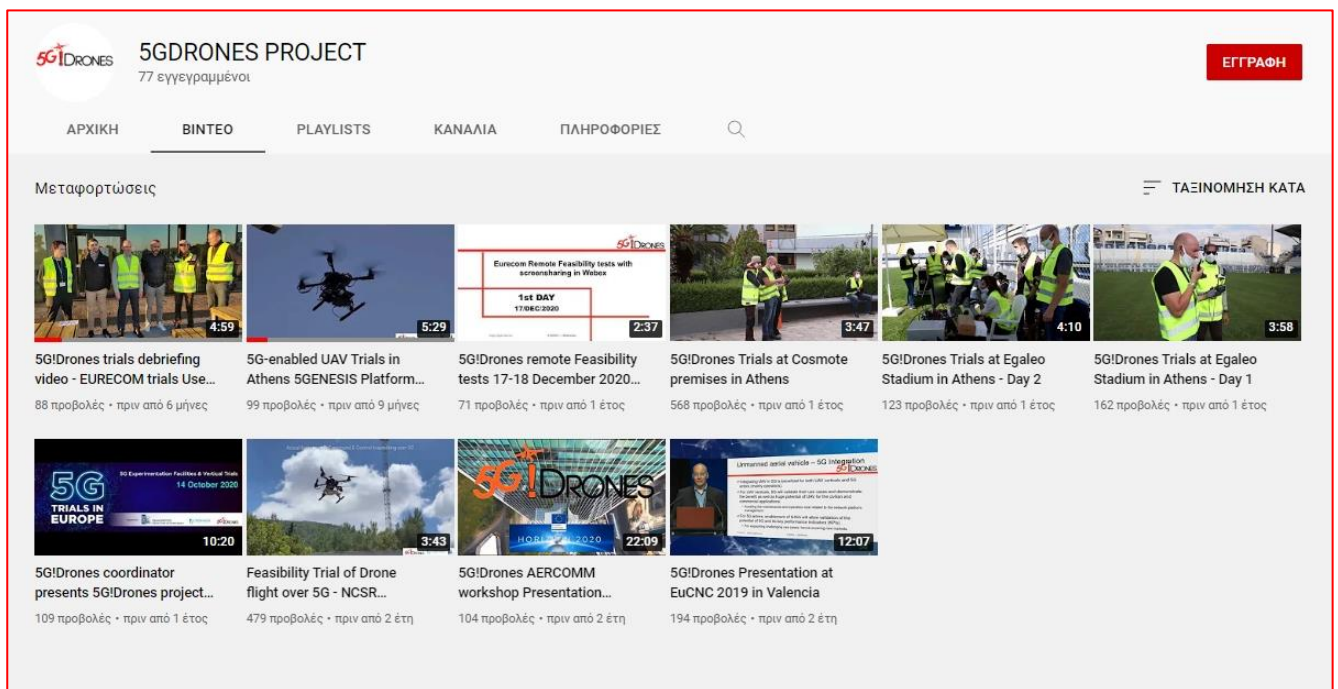 5G!DRONES
5GDRONES PROJECT
77 εγγεγραμμένοι
ΕΓΓΡΑΦΗ
ΑΡΧΙΚΗ ΒΙΝΤΕΟ PLAYLISTS ΚΑΝΑΛΙΑ ΠΛΗΡΟΦΟΡΙΕΣ
Μεταφορτώσεις
ΤΑΞΙΝΟΜΗΣΗ ΚΑΤΑ
4:59
5G!Drones trials debriefing
video - EURECOM trials Use...
88 προβολές • πριν από 6 μήνες
5:29
5G-enabled UAV Trials in
Athens 5GENESIS Platform...
99 προβολές • πριν από 9 μήνες
5G!DRONES
Eurecom Remote Feasibility tests with
screensharing in Webex
1st DAY
17/DEC/2020
2:37
5G!Drones remote Feasibility
tests 17-18 December 2020...
71 προβολές • πριν από 1 έτος
3:47
5G!Drones Trials at Cosmote
premises in Athens
568 προβολές • πριν από 1 έτος
4:10
5G!Drones Trials at Egaleo
Stadium in Athens - Day 2
123 προβολές • πριν από 1 έτος
3:58
5G!Drones Trials at Egaleo
Stadium in Athens - Day 1
162 προβολές • πριν από 1 έτος
5G Experimentation Facilities & Vertical Trials
14 October 2020
5G
TRIALS IN
EUROPE
10:20
5G!Drones coordinator
presents 5G!Drones project...
109 προβολές • πριν από 1 έτος
3:43
Feasibility Trial of Drone
flight over 5G - NCSR...
479 προβολές • πριν από 2 έτη
5G!DRONES
HORIZON 2020
22:09
5G!Drones AERCOMM
workshop Presentation...
104 προβολές • πριν από 2 έτη
Unmanned aerial vehicle – 5G integration
5G!DRONES
12:07
5G!Drones Presentation at
EuCNC 2019 in Valencia
194 προβολές • πριν από 2 έτη